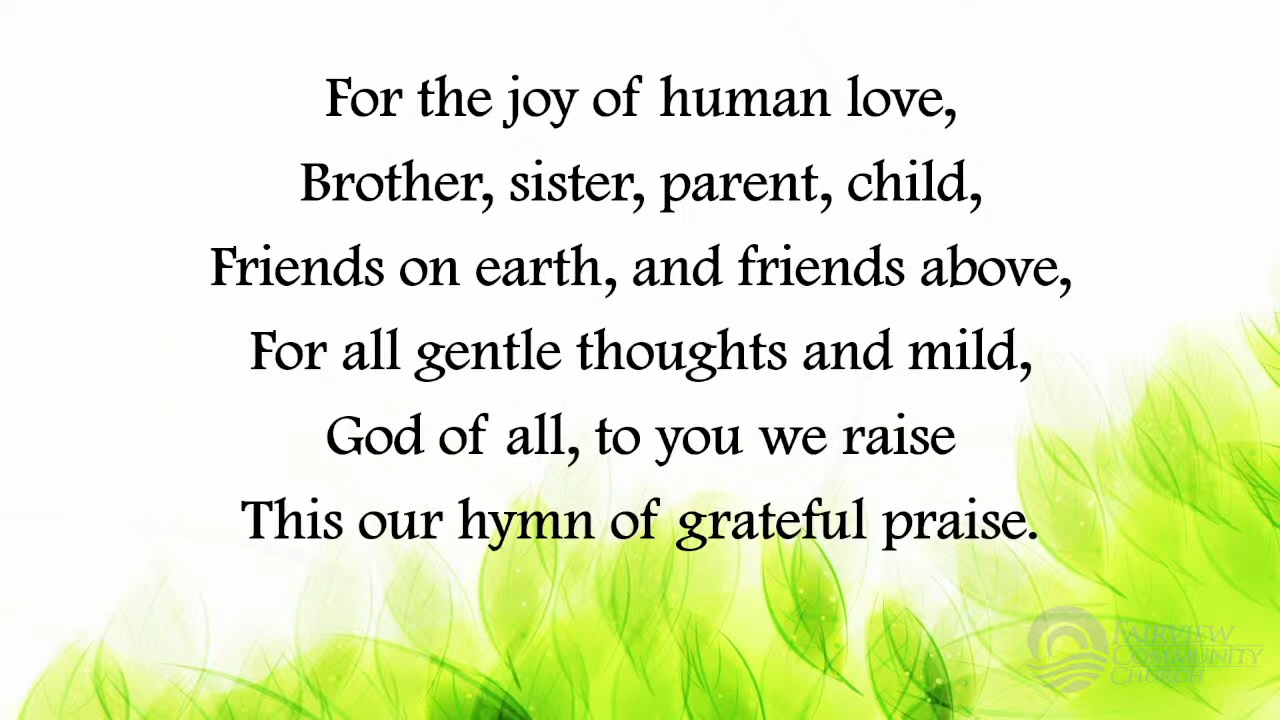 For the joy of human love,
Brother, sister, parent, child,
Friends on earth, and friends above,
For all gentle thoughts and mild,
God of all, to you we raise
This our hymn of grateful praise.
Fairview
Community
Church